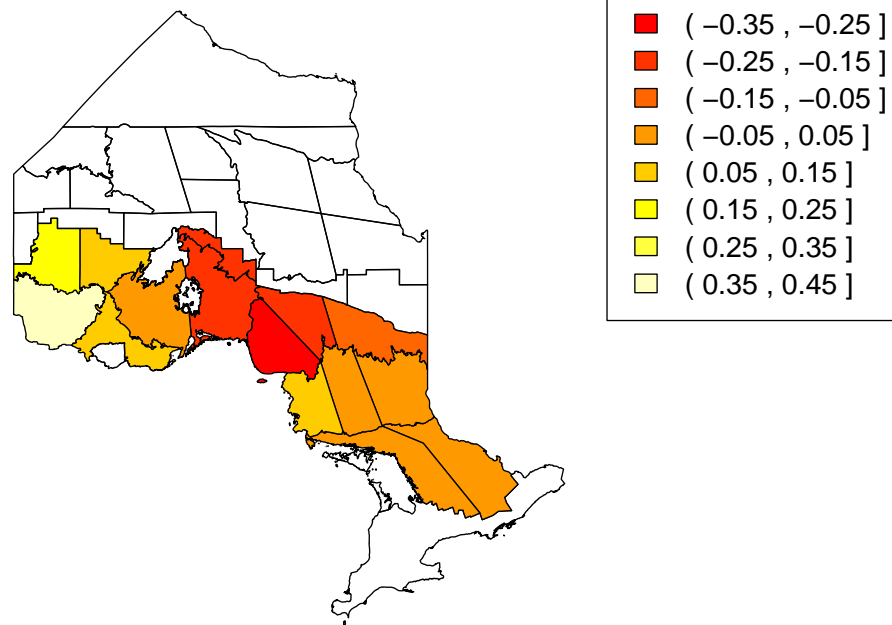 ( −0.35 , −0.25 ]
( −0.25 , −0.15 ]
( −0.15 , −0.05 ]
( −0.05 , 0.05 ]
( 0.05 , 0.15 ]
( 0.15 , 0.25 ]
( 0.25 , 0.35 ]
( 0.35 , 0.45 ]